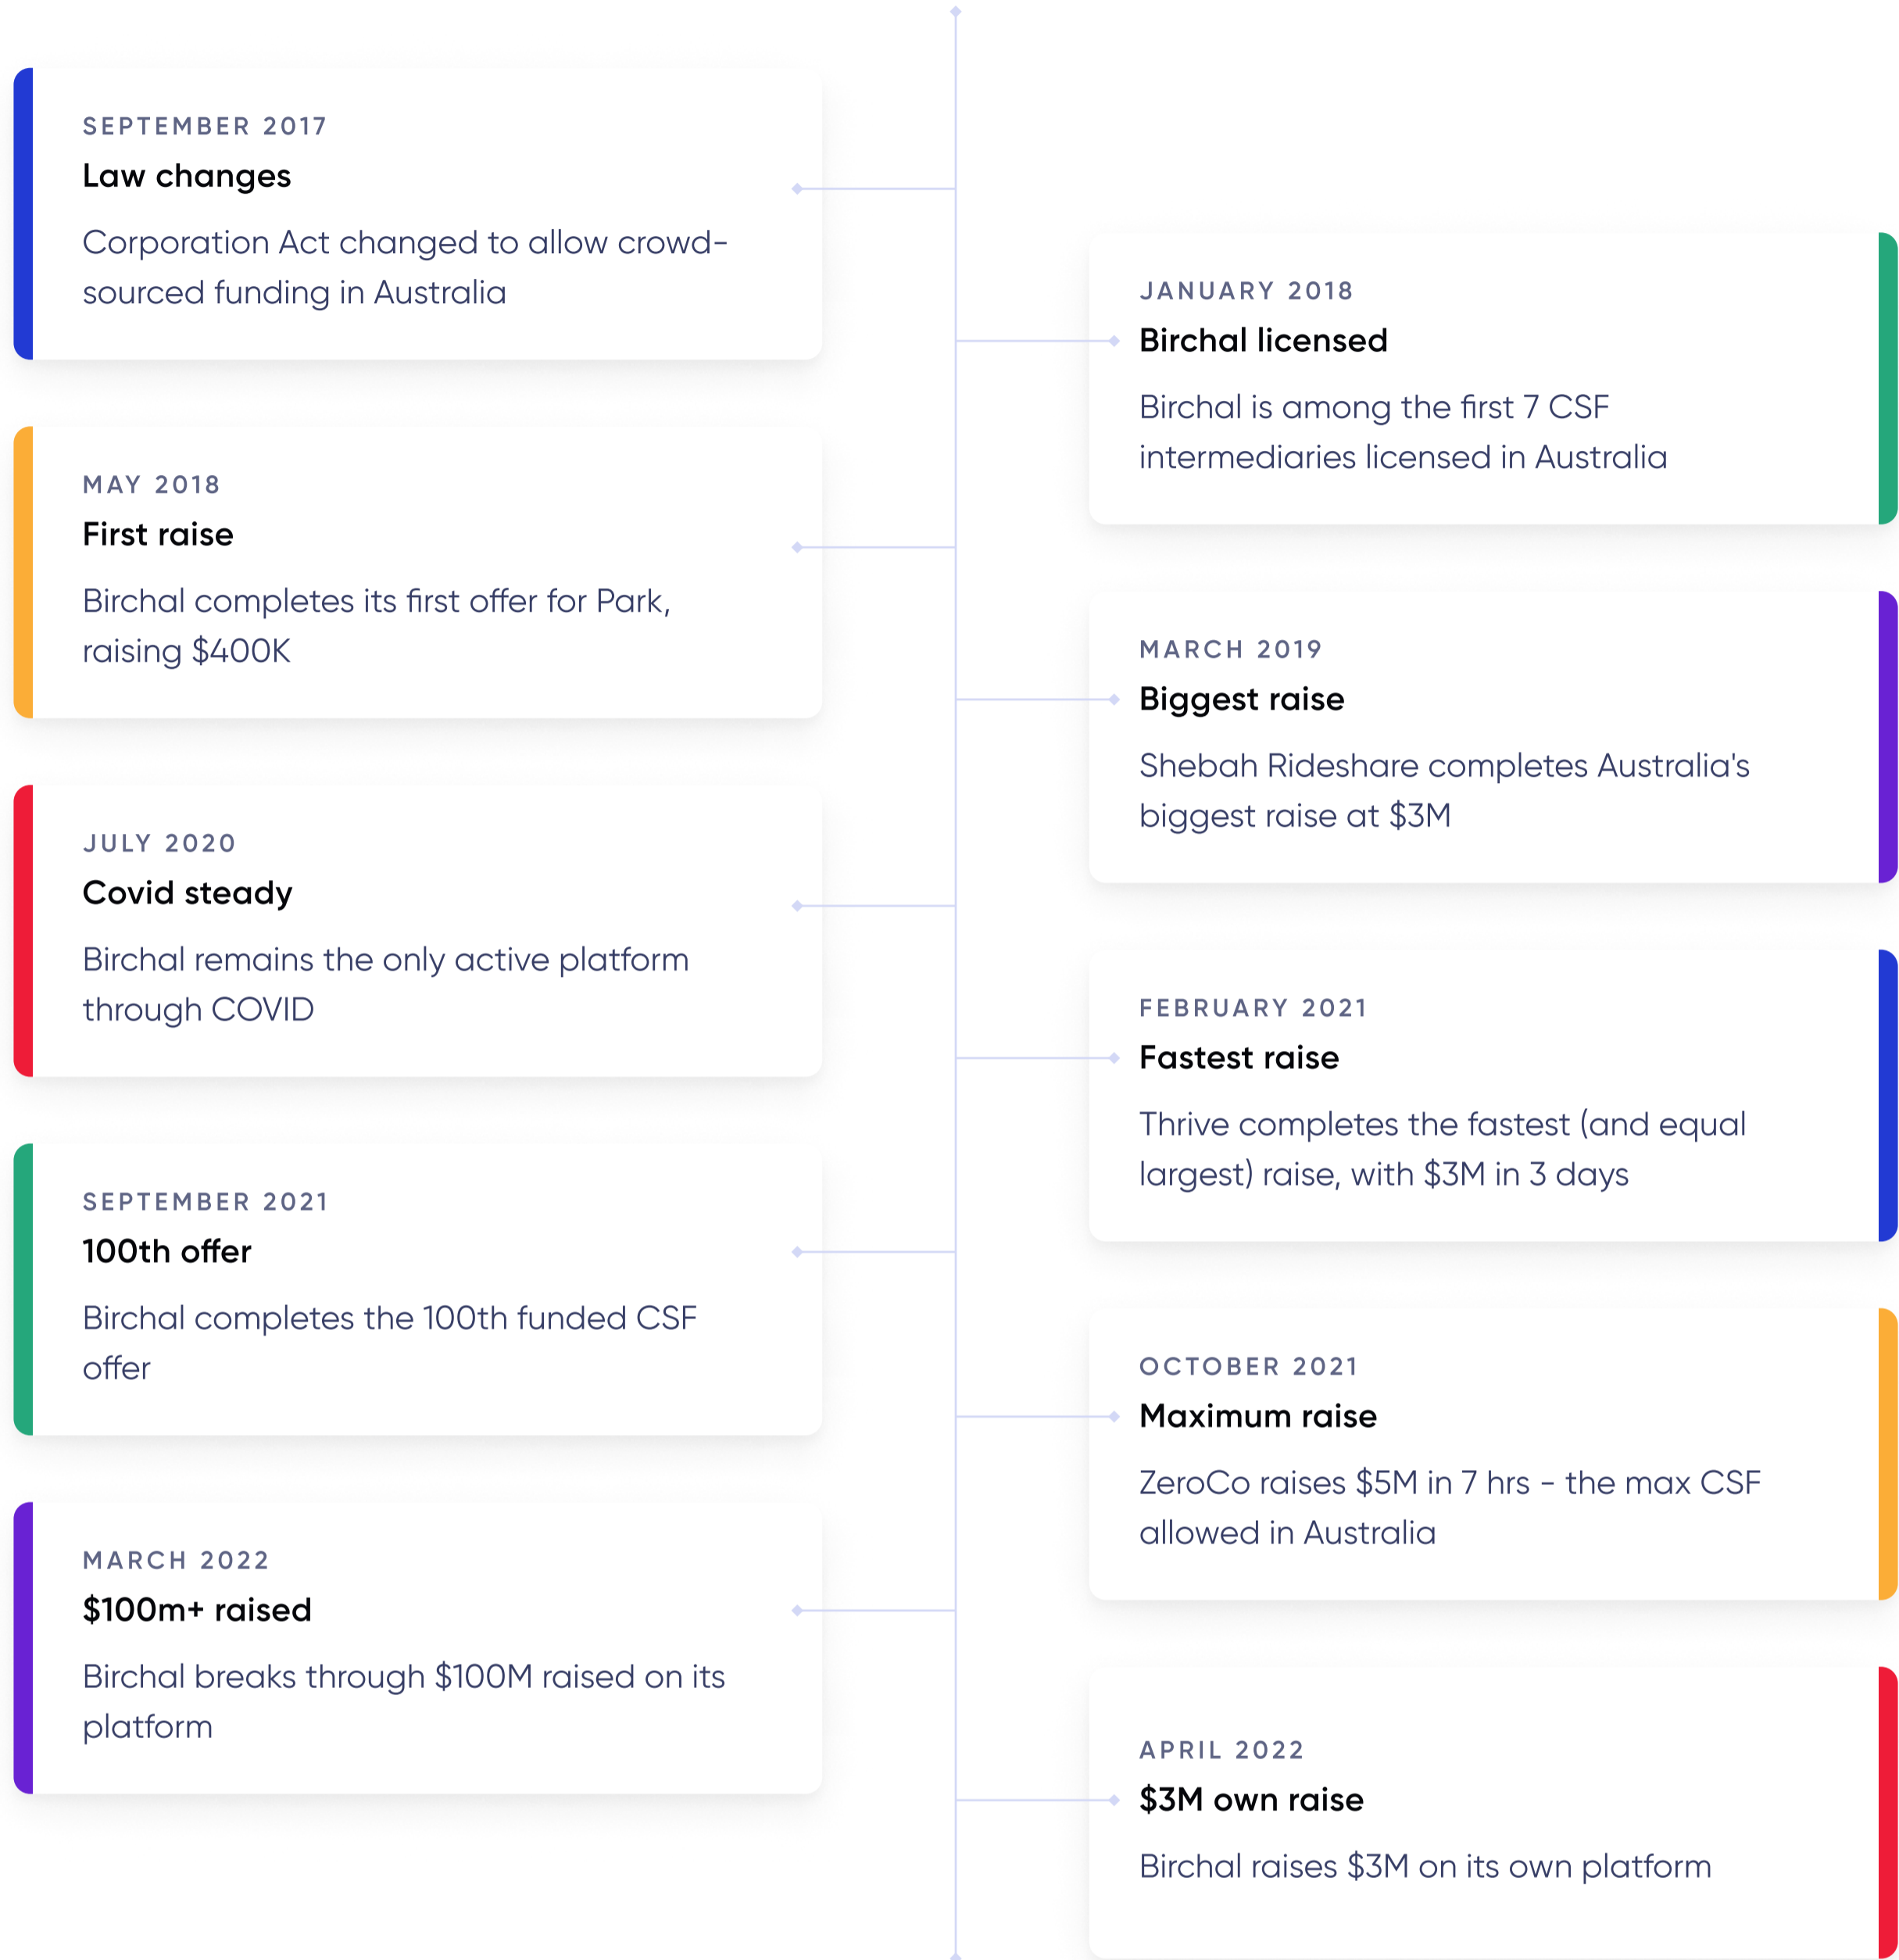 SEPTEMBER 2017
Law changes
Corporation Act changed to allow crowd-
sourced funding in Australia
JANUARY 2018
Birchal licensed
Birchal is among the first 7 CSF
intermediaries licensed in Australia
MAY 2018
First raise
Birchal completes its first offer for Park,
raising $400K
MARCH 2019
Biggest raise
Shebah Rideshare completes Australia's
biggest raise at $3M
JULY 2020
Covid steady
Birchal remains the only active platform
through COVID
FEBRUARY 2021
Fastest raise
Thrive completes the fastest (and equal
largest) raise, with $3M in 3 days
SEPTEMBER 2021
100th offer
Birchal completes the 100th funded CSF
offer
OCTOBER 2021
Maximum raise
ZeroCo raises $5M in 7 hrs - the max CSF
allowed in Australia
MARCH 2022
$100m+ raised
Birchal breaks through $100M raised on its
platform
APRIL 2022
$3M own raise
Birchal raises $3M on its own platform